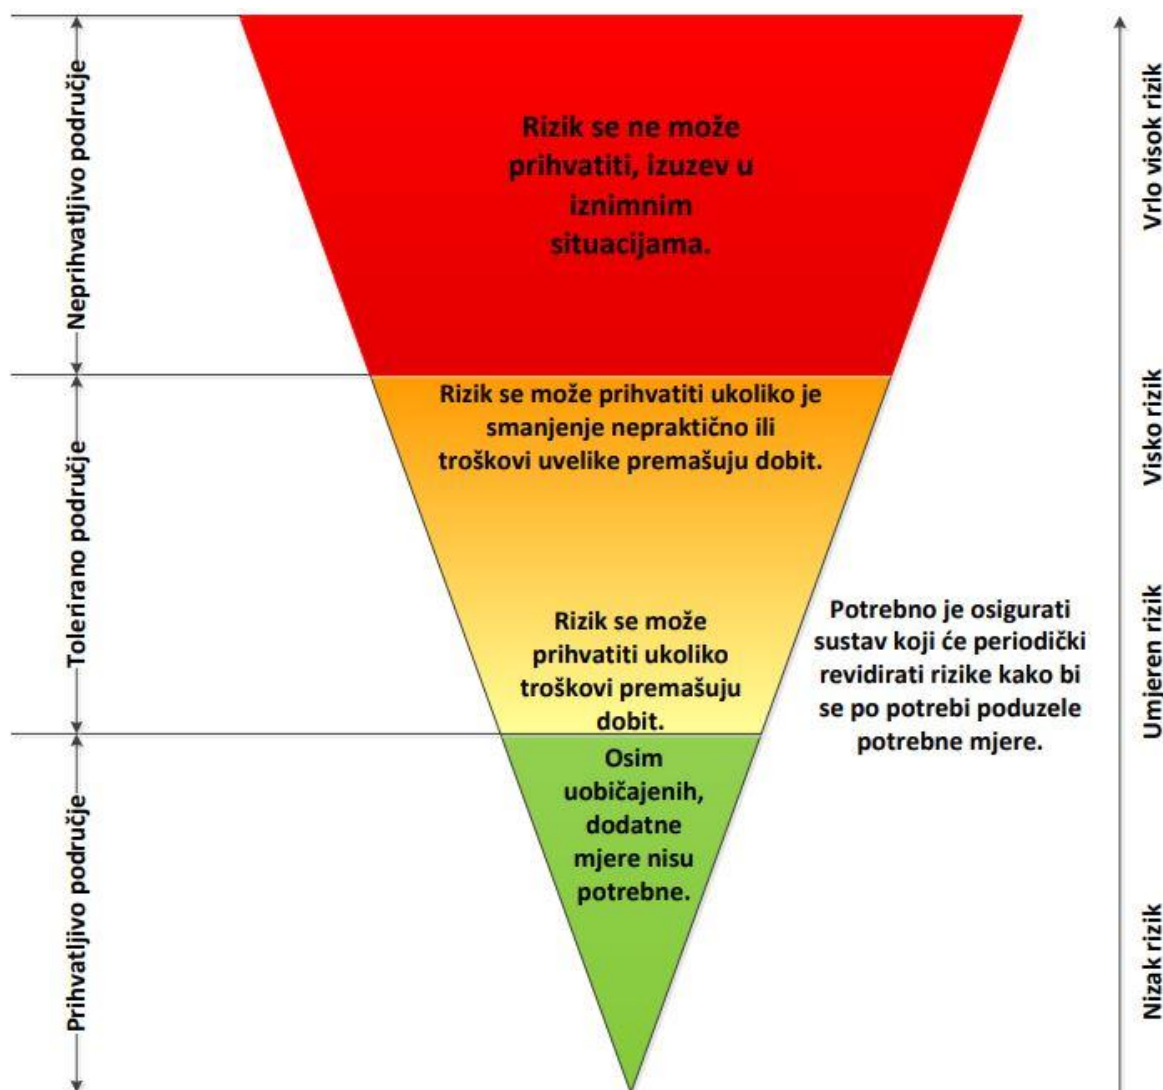 Neprihvatljivo područje
Rizik se ne može
prihvatiti, izuzev u
iznimnim
situacijama.
Vrlo visok rizik
Tolerirano područje
Rizik se može prihvatiti ukoliko je
smanjenje nepraktično ili
troškovi uvelike premašuju dobit.
Visko rizik
Rizik se može
prihvatiti ukoliko
troškovi premašuju
dobit.
Potrebno je osigurati
sustav koji će periodički
revidirati rizike kako bi
se po potrebi poduzele
potrebne mjere.
Umjeren rizik
Prihvatljivo područje
Osim
uobičajenih,
dodatne
mjere nisu
potrebne.
Nizak rizik